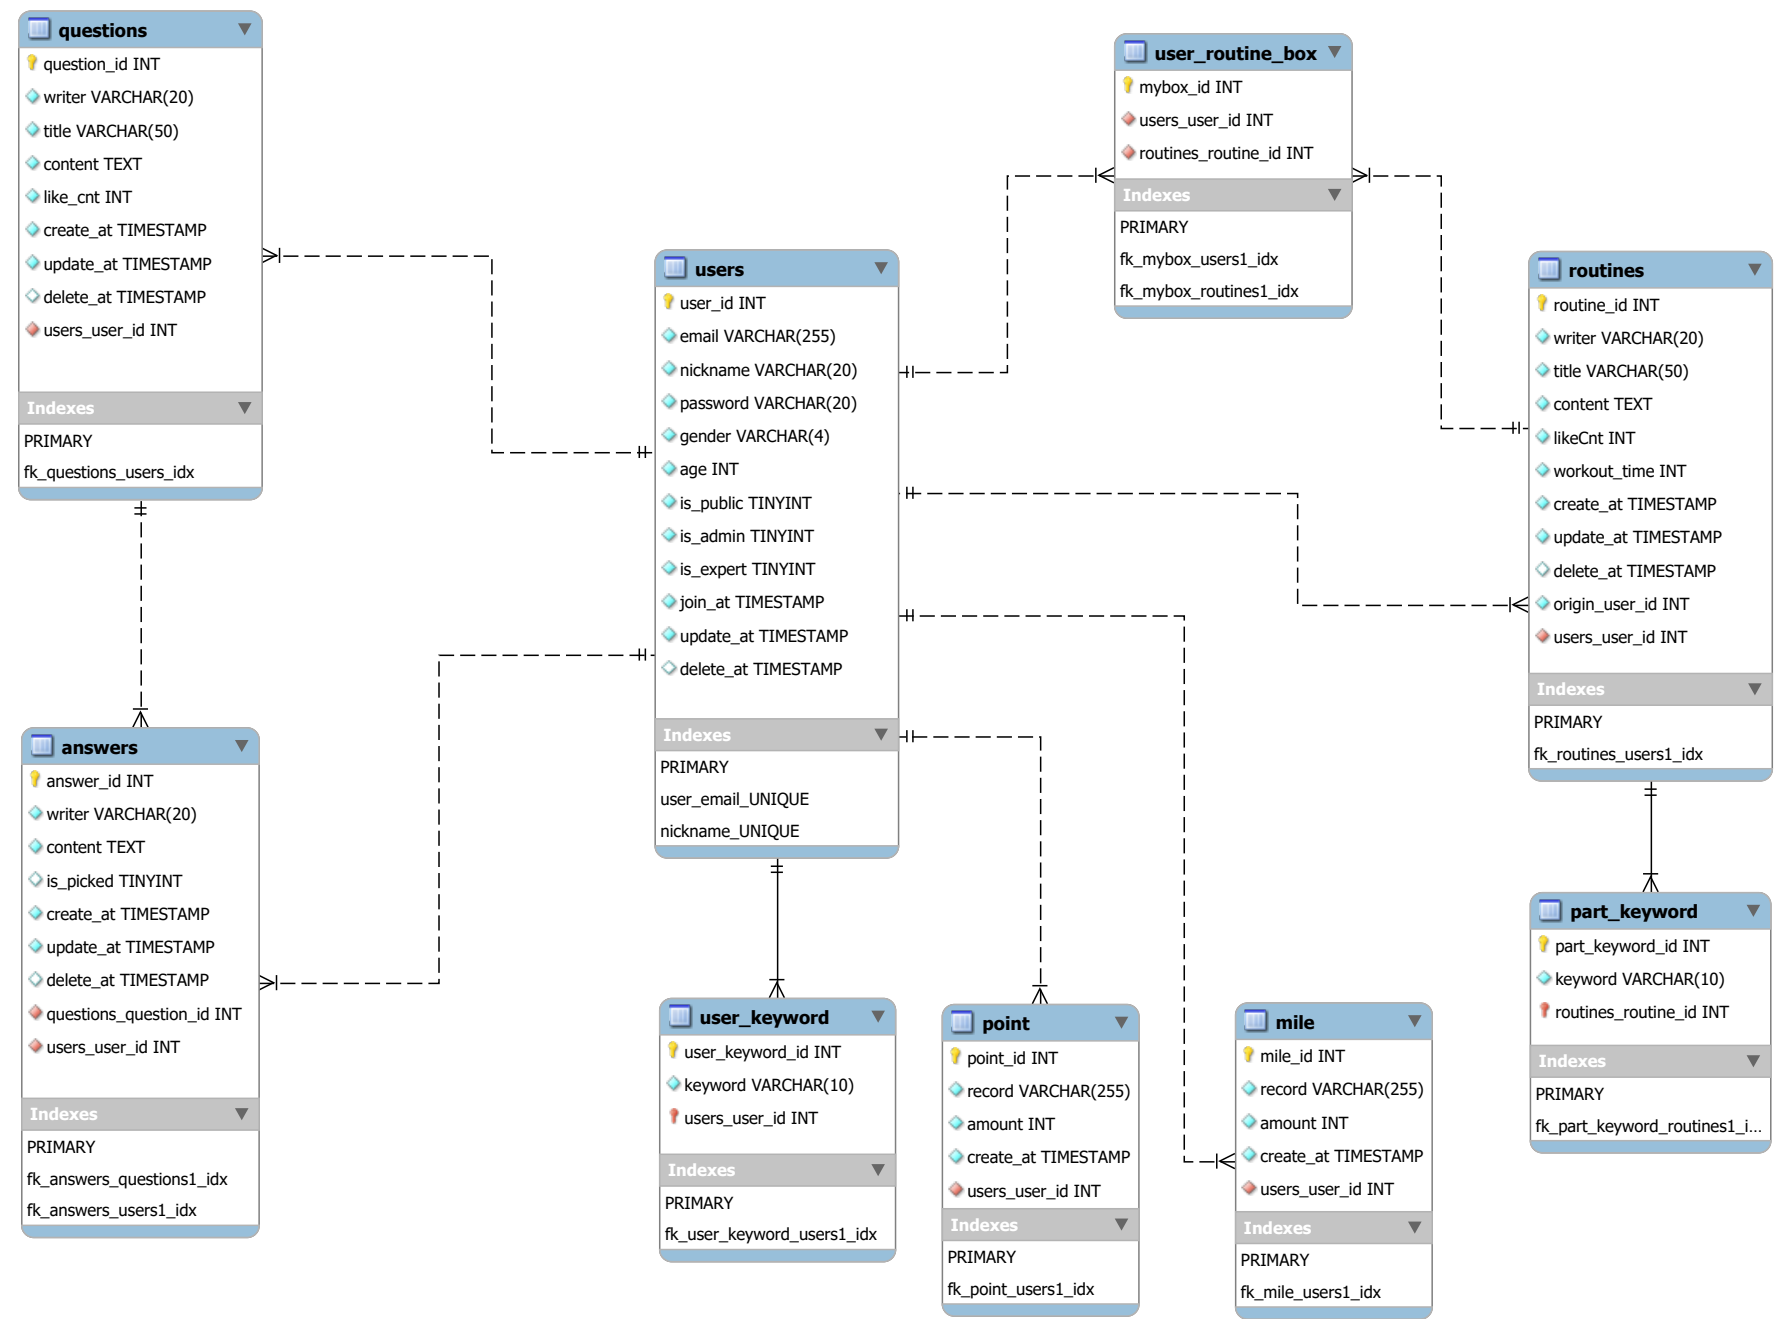 questions
question_id INT
writer VARCHAR(20)
title VARCHAR(50)
content TEXT
like_cnt INT
create_at TIMESTAMP
update_at TIMESTAMP
delete_at TIMESTAMP
users_user_id INT
Indexes
PRIMARY
fk_questions_users_idx
answers
answer_id INT
writer VARCHAR(20)
content TEXT
is_picked TINYINT
create_at TIMESTAMP
update_at TIMESTAMP
delete_at TIMESTAMP
questions_question_id INT
users_user_id INT
Indexes
PRIMARY
fk_answers_questions1_idx
fk_answers_users1_idx
users
user_id INT
email VARCHAR(255)
nickname VARCHAR(20)
password VARCHAR(20)
gender VARCHAR(4)
age INT
is_public TINYINT
is_admin TINYINT
is_expert TINYINT
join_at TIMESTAMP
update_at TIMESTAMP
delete_at TIMESTAMP
Indexes
PRIMARY
user_email_UNIQUE
nickname_UNIQUE
user_keyword
user_keyword_id INT
keyword VARCHAR(10)
users_user_id INT
Indexes
PRIMARY
fk_user_keyword_users1_idx
point
point_id INT
record VARCHAR(255)
amount INT
create_at TIMESTAMP
users_user_id INT
Indexes
PRIMARY
fk_point_users1_idx
mile
mile_id INT
record VARCHAR(255)
amount INT
create_at TIMESTAMP
users_user_id INT
Indexes
PRIMARY
fk_mile_users1_idx
user_routine_box
mybox_id INT
users_user_id INT
routines_routine_id INT
Indexes
PRIMARY
fk_mybox_users1_idx
fk_mybox_routines1_idx
routines
routine_id INT
writer VARCHAR(20)
title VARCHAR(50)
content TEXT
likeCnt INT
workout_time INT
create_at TIMESTAMP
update_at TIMESTAMP
delete_at TIMESTAMP
origin_user_id INT
users_user_id INT
Indexes
PRIMARY
fk_routines_users1_idx
part_keyword
part_keyword_id INT
keyword VARCHAR(10)
routines_routine_id INT
Indexes
PRIMARY
fk_part_keyword_routines1_i...